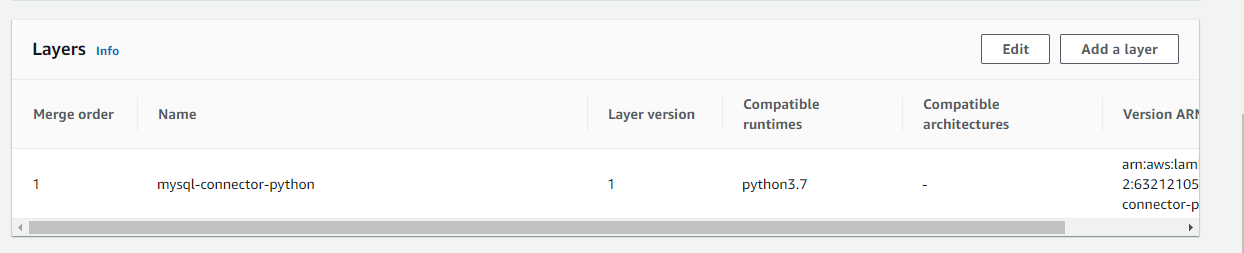 Layers Info
Edit
Add a layer
Merge order
Name
Layer version
Compatible
runtimes
Compatible
architectures
Version ARN
1
mysql-connector-python
1
python3.7
-
arn:aws:lam
2:63212105
connector-p